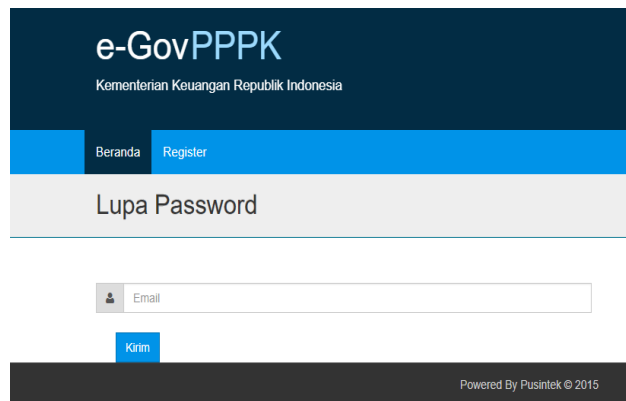 e-GovPPPK
Kementerian Keuangan Republik Indonesia
Beranda Register
Lupa Password
Email
Kirim
Powered By Pusintek © 2015